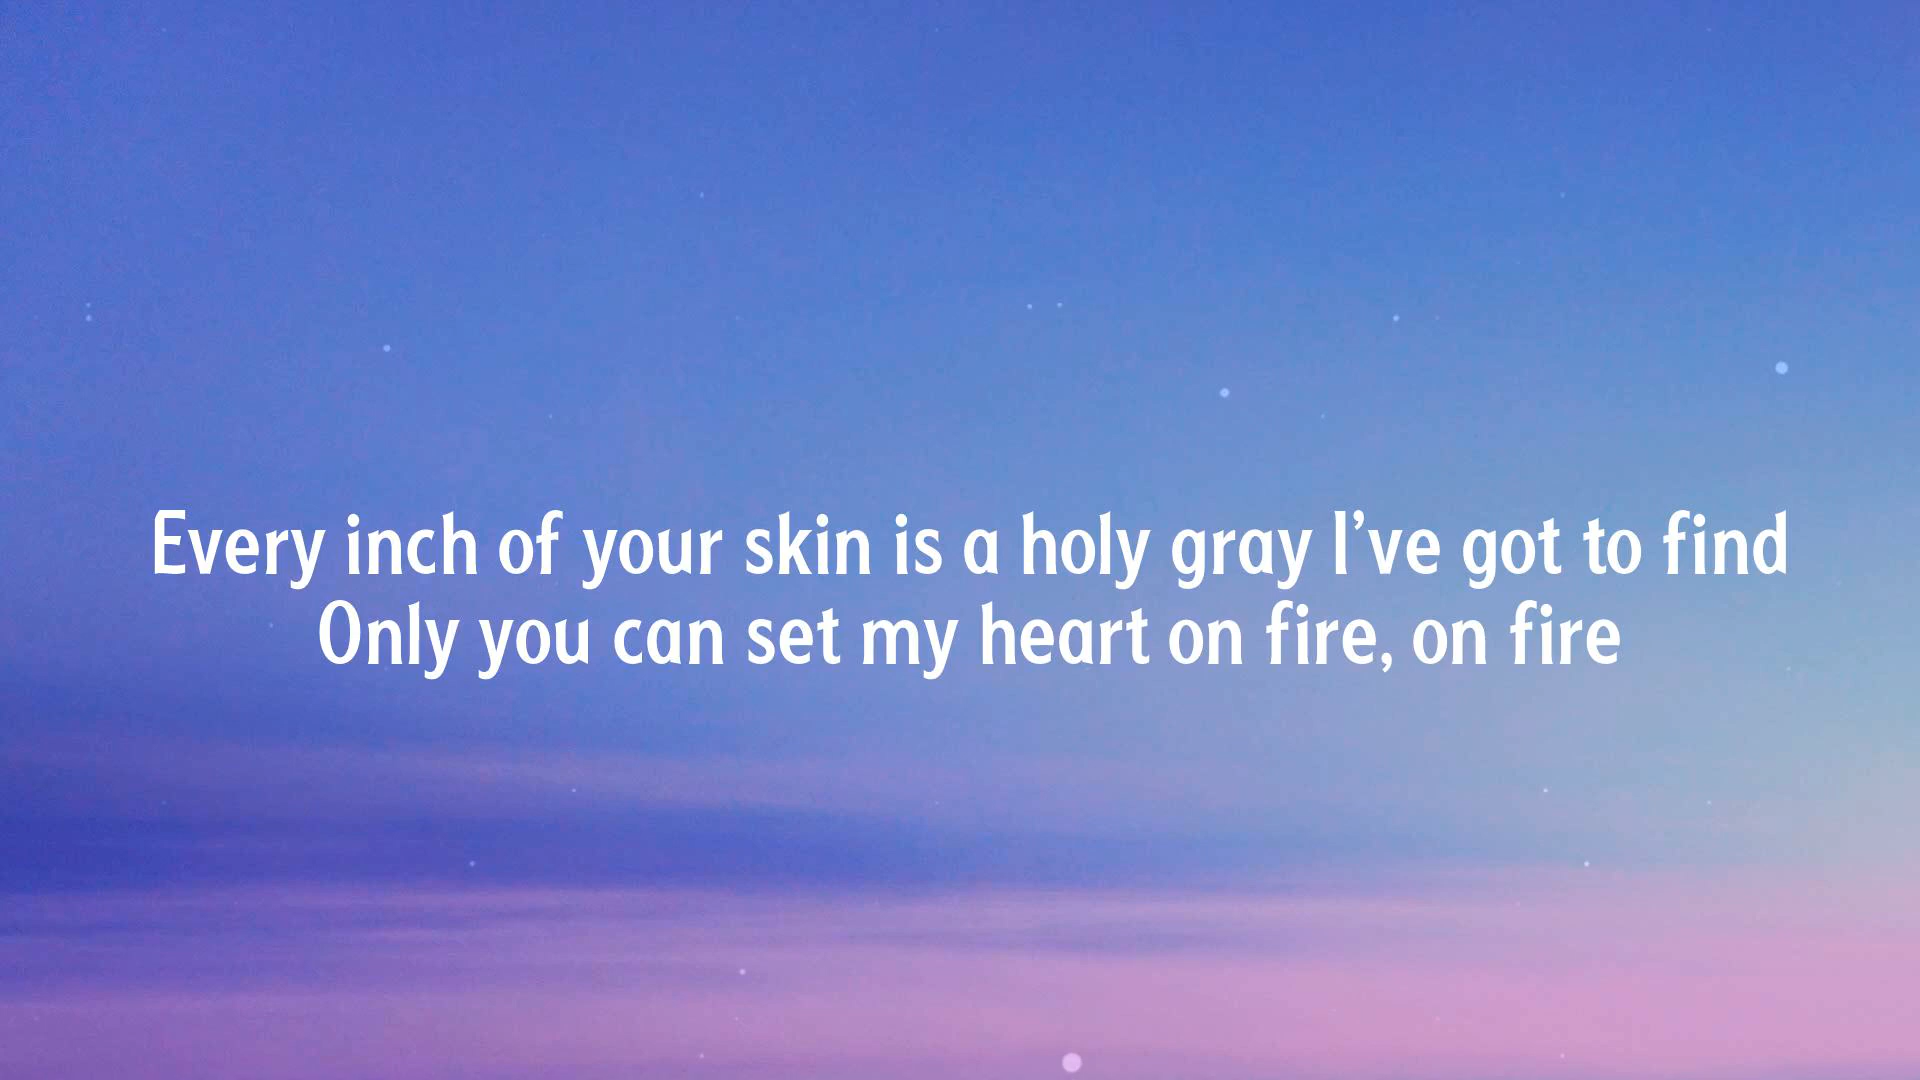 Every inch of your skin is a holy gray I've got to find
Only you can set my heart on fire, on fire